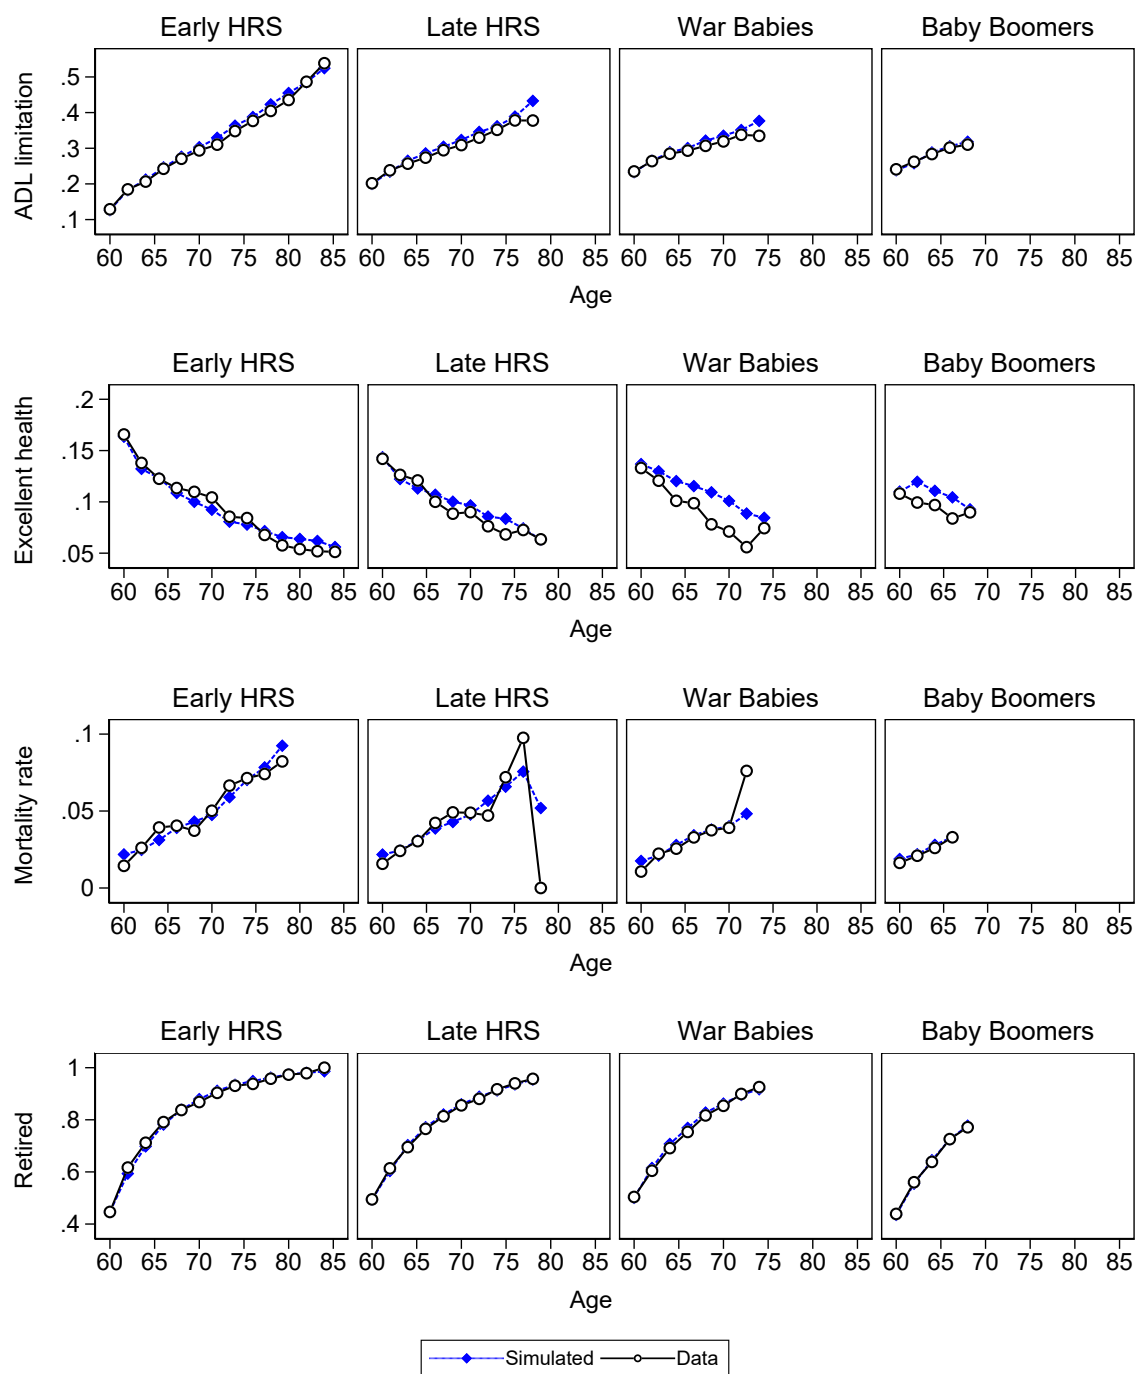 Early HRS Late HRS War Babies Baby Boomers
ADL limitation
.5
.4
.3
.2
.1
60 65 70 75 80 85 60 65 70 75 80 85 60 65 70 75 80 85 60 65 70 75 80 85
Age
Early HRS Late HRS War Babies Baby Boomers
Excellent health
.2
.15
.1
.05
60 65 70 75 80 85 60 65 70 75 80 85 60 65 70 75 80 85 60 65 70 75 80 85
Age
Early HRS Late HRS War Babies Baby Boomers
Mortality rate
.1
0.05
0
60 65 70 75 80 85 60 65 70 75 80 85 60 65 70 75 80 85 60 65 70 75 80 85
Age
Early HRS Late HRS War Babies Baby Boomers
Retired
1
.8
.6
.4
60 65 70 75 80 85 60 65 70 75 80 85 60 65 70 75 80 85 60 65 70 75 80 85
Age
Simulated Data